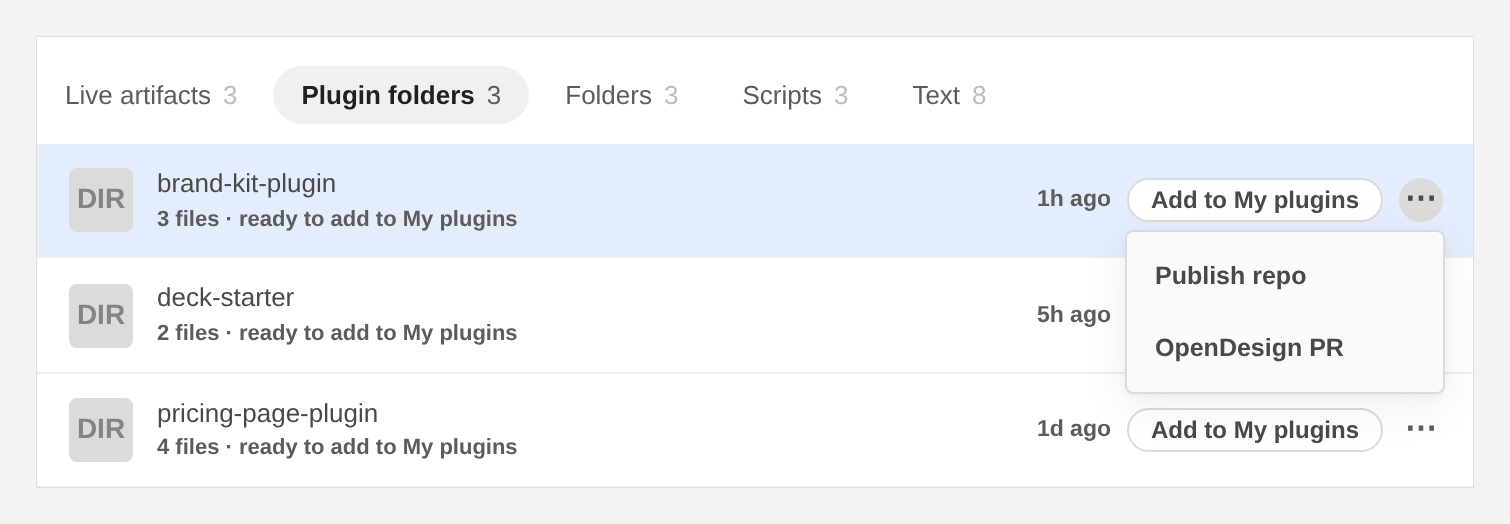 Live artifacts 3 Plugin folders 3 Folders 3 Scripts 3 Text 8
DIR brand-kit-plugin 1h ago Add to My plugins ···
3 files · ready to add to My plugins
Publish repo
DIR deck-starter 5h ago
2 files · ready to add to My plugins
OpenDesign PR
DIR pricing-page-plugin 1d ago Add to My plugins ···
4 files · ready to add to My plugins